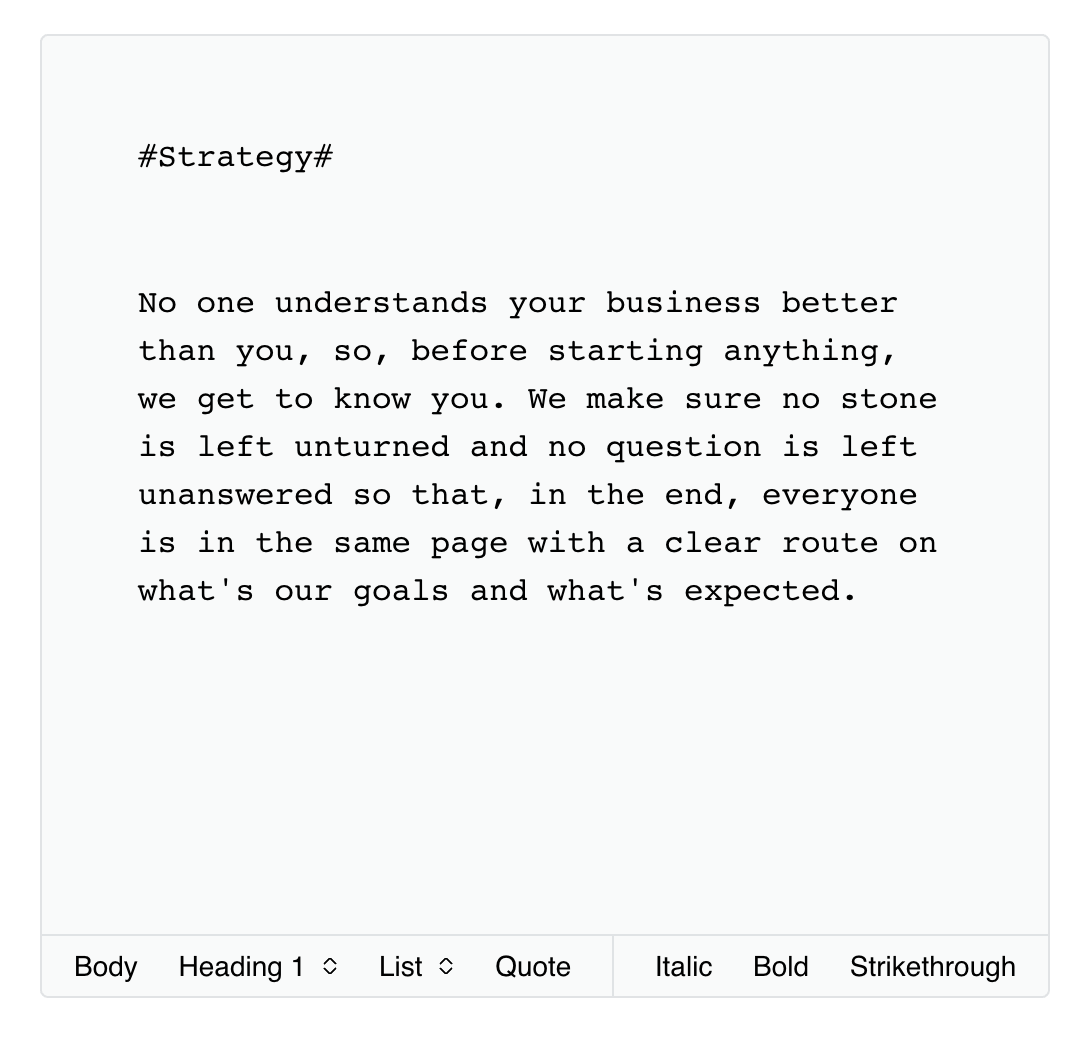 #Strategy#
No one understands your business better
than you, so, before starting anything,
we get to know you. We make sure no stone
is left unturned and no question is left
unanswered so that, in the end, everyone
is in the same page with a clear route on
what's our goals and what's expected.
Body Heading 1 List Quote Italic Bold Strikethrough